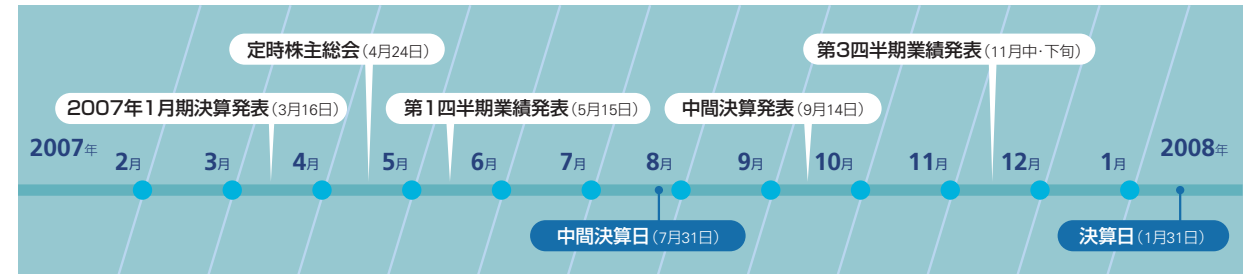 定時株主総会(4月24日)
第3四半期業績発表(11月中・下旬)
2007年1月期決算発表(3月16日)
第1四半期業績発表(5月15日)
中間決算発表(9月14日)
2007年
2月
3月
4月
5月
6月
7月
8月
9月
10月
11月
12月
1月
2008年
中間決算日(7月31日)
決算日(1月31日)